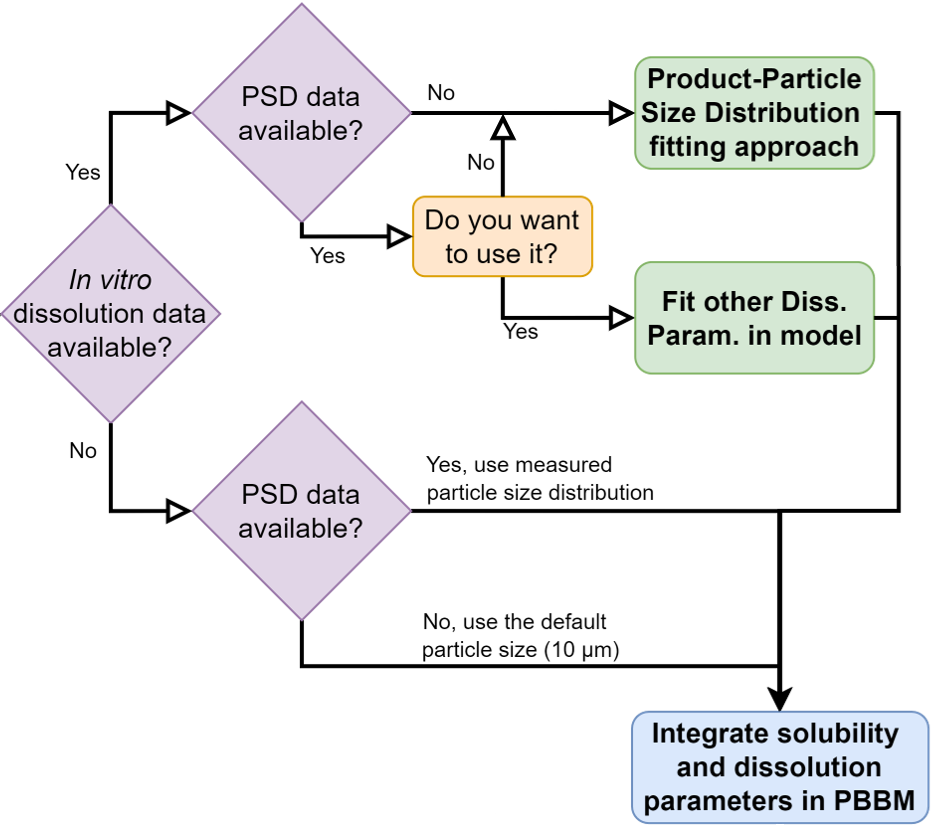 PSD data
available?
No
Product-Particle
Size Distribution
fitting approach
Yes
No
Do you want
to use it?
Yes
In vitro
dissolution data
available?
Yes
Fit other Diss.
Param. in model
No
PSD data
available?
Yes, use measured
particle size distribution
No, use the default
particle size (10 µm)
Integrate solubility
and dissolution
parameters in PBBM